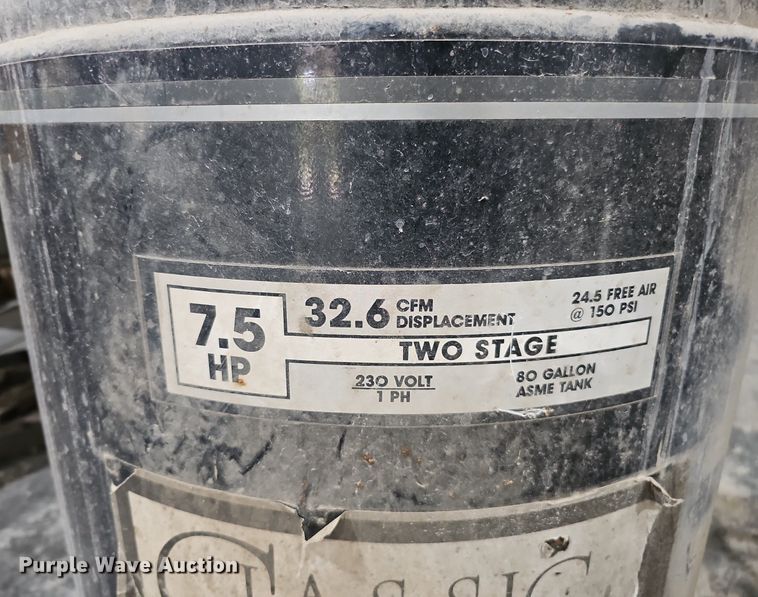 7.5
HP
32.6 CFM
DISPLACEMENT
24.5 FREE AIR
@ 150 PSI
TWO STAGE
230 VOLT
1 PH
80 GALLON
ASME TANK
CLASSIC
Purple Wave Auction